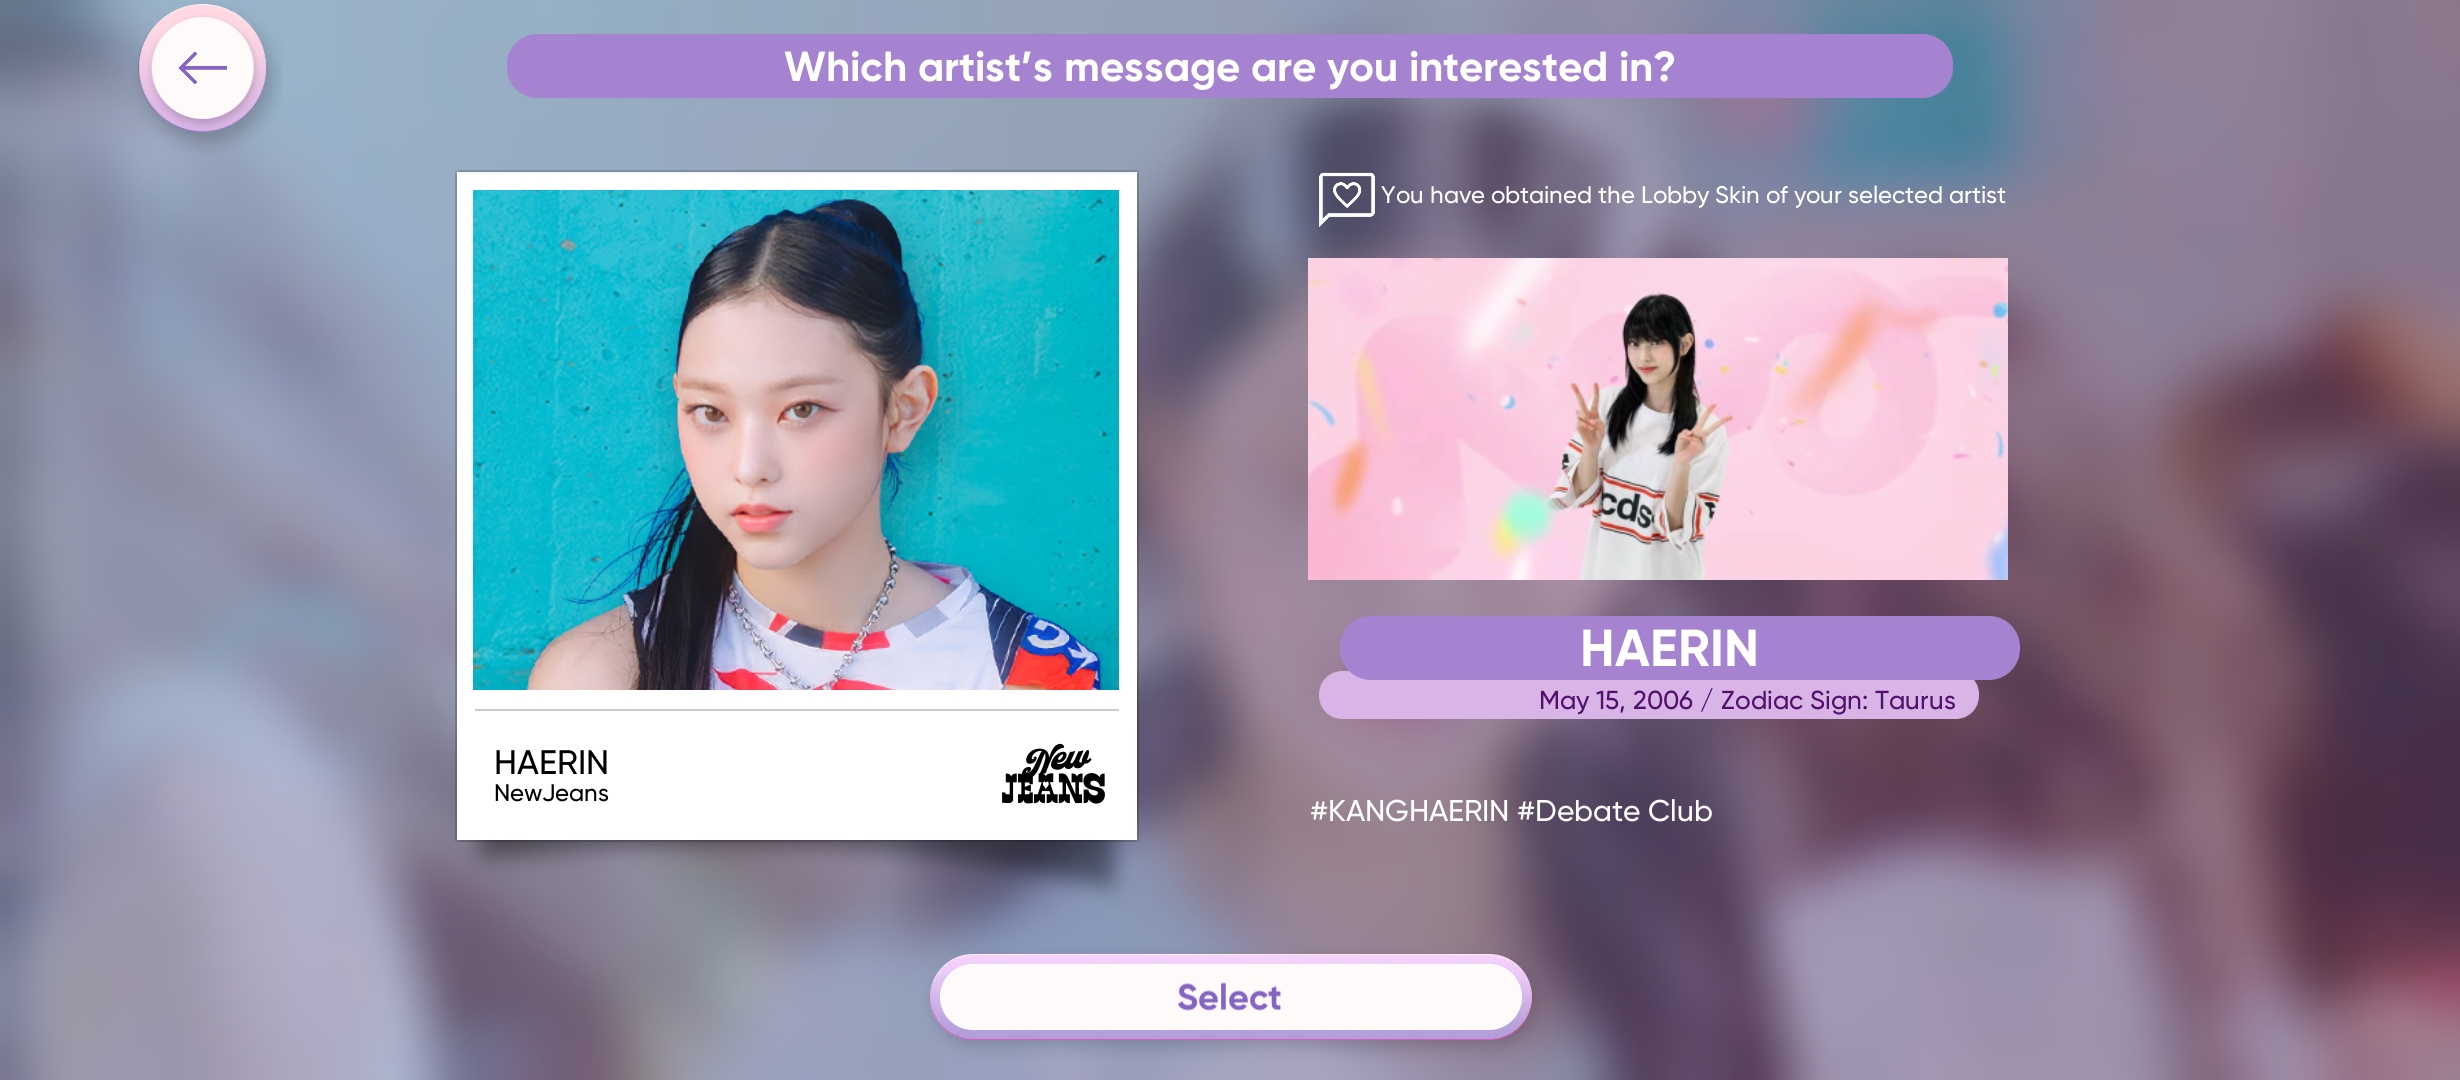 Which artist’s message are you interested in?
You have obtained the Lobby Skin of your selected artist
cds
HAERIN
May 15, 2006 / Zodiac Sign: Taurus
HAERIN
NewJeans
New
JEANS
#KANGHAERIN #Debate Club
Select